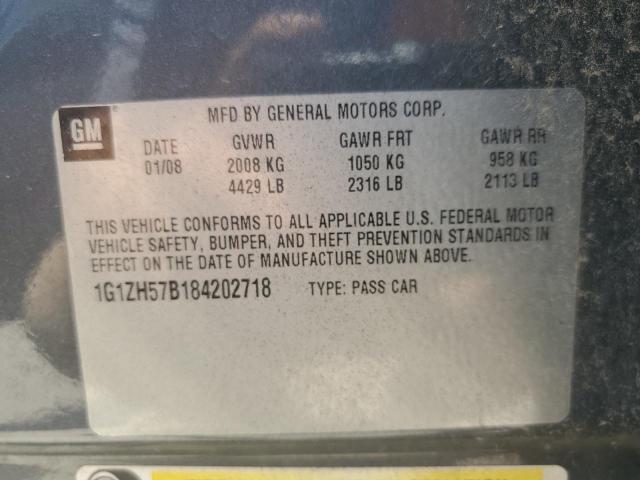 MFD BY GENERAL MOTORS CORP.
GM
DATE GVWR GAWR FRT GAWR RR
01/08 2008 KG 1050 KG 958 KG
4429 LB 2316 LB 2113 LB
THIS VEHICLE CONFORMS TO ALL APPLICABLE U.S. FEDERAL MOTOR
VEHICLE SAFETY, BUMPER, AND THEFT PREVENTION STANDARDS IN
EFFECT ON THE DATE OF MANUFACTURE SHOWN ABOVE.
1G1ZH57B184202718 TYPE: PASS CAR